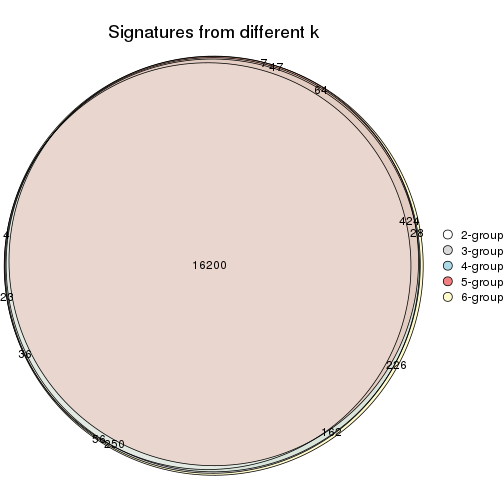 Signatures from different k
7
47
64
424
28
4
16200
23
36
226
162
56
250
2-group
3-group
4-group
5-group
6-group